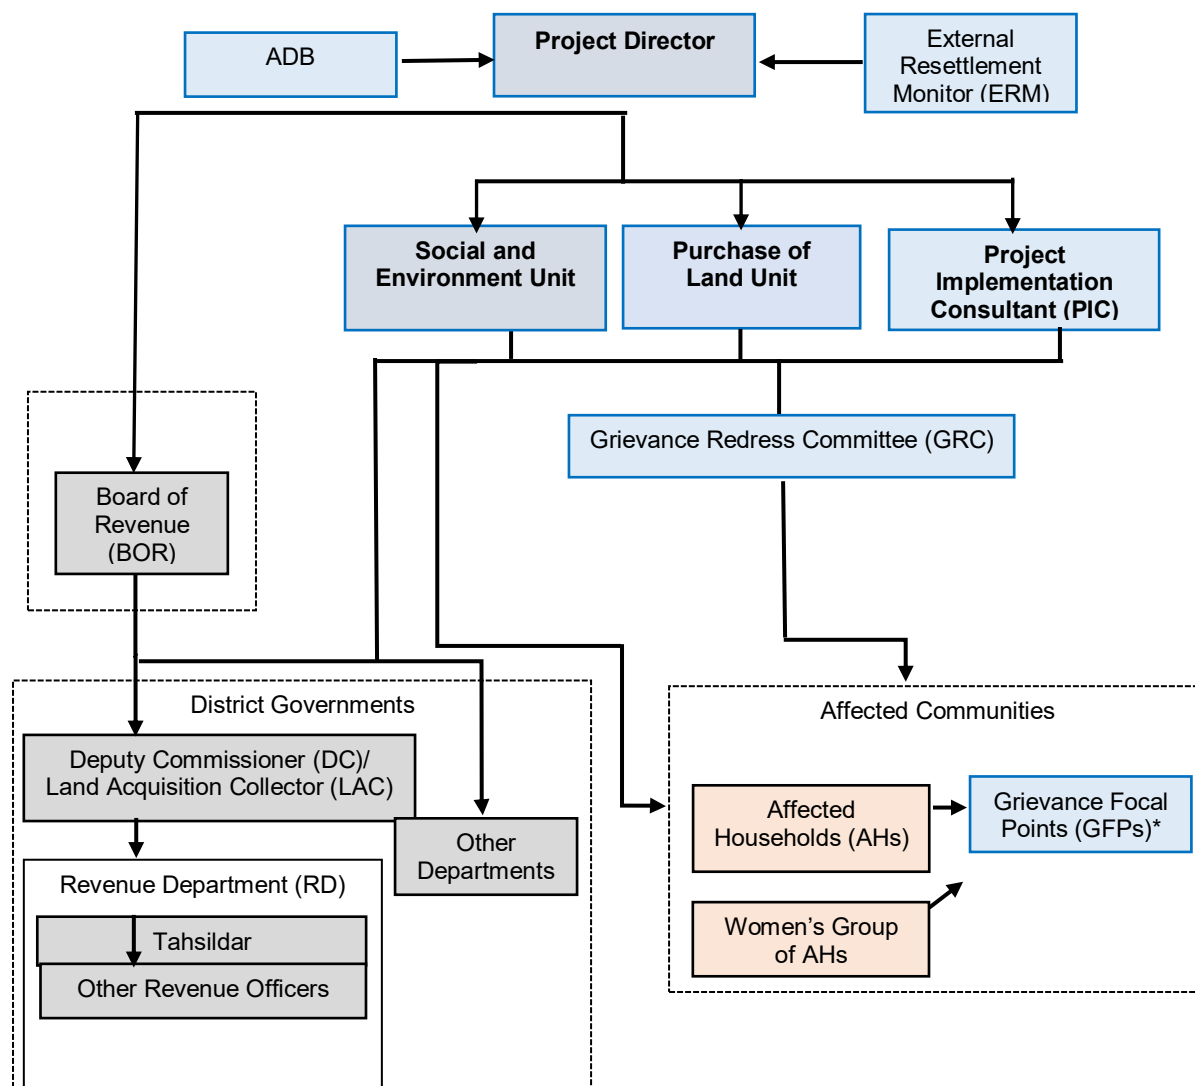 ADB
Project Director
External
Resettlement
Monitor (ERM)
Social and
Environment Unit
Purchase of
Land Unit
Project
Implementation
Consultant (PIC)
Grievance Redress Committee (GRC)
Board of
Revenue
(BOR)
District Governments
Deputy Commissioner (DC)/
Land Acquisition Collector (LAC)
Other
Departments
Revenue Department (RD)
Tahsildar
Other Revenue Officers
Affected Communities
Affected
Households (AHs)
Grievance Focal
Points (GFPs)*
Women’s Group
of AHs